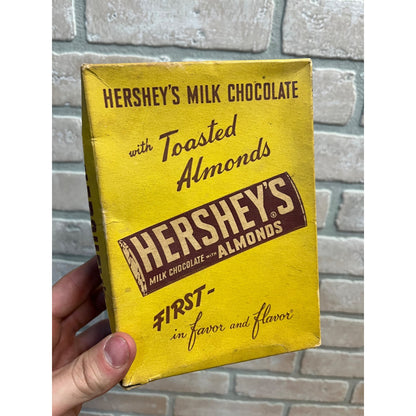 HERSHEY'S MILK CHOCOLATE
with Toasted
Almonds
HERSHEY'S®
MILK CHOCOLATE WITH ALMONDS
FIRST-
in favor and flavor